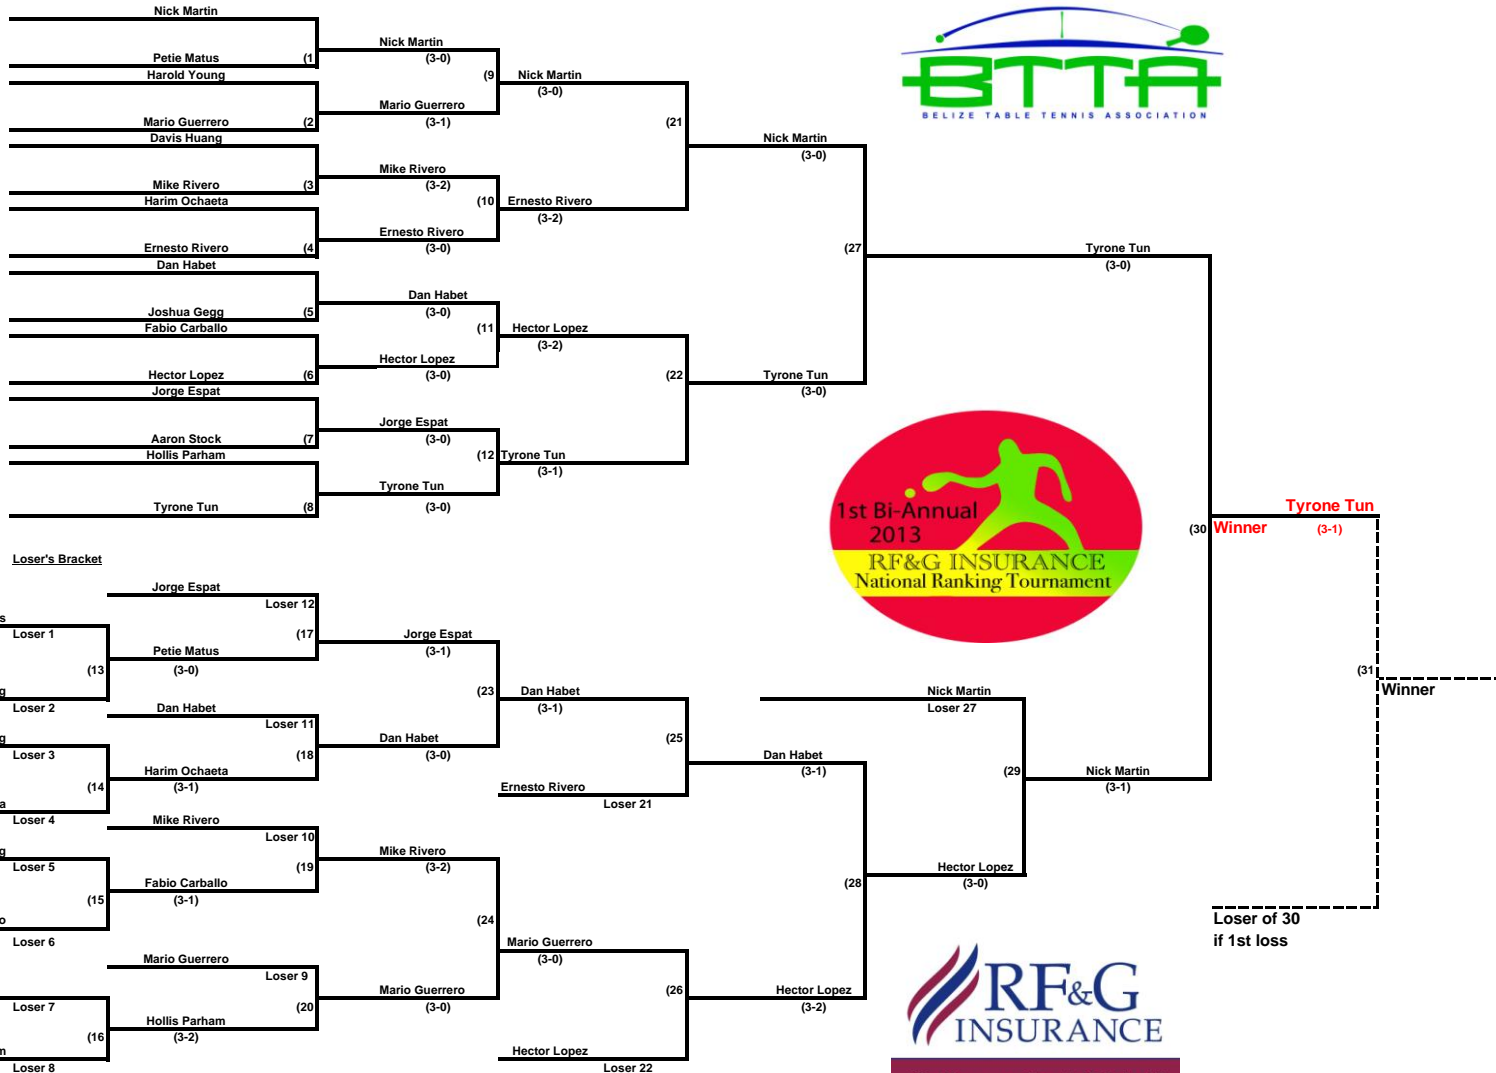 Nick Martin
Petie Matus (1
Harold Young
Mario Guerrero (2
Davis Huang
Mike Rivero (3
Harim Ochaeta
Ernesto Rivero (4
Dan Habet
Joshua Gegg (5
Fabio Carballo
Hector Lopez (6
Jorge Espat
Aaron Stock (7
Hollis Parham
Tyrone Tun (8
Nick Martin
(3-0)
(9
Mario Guerrero
(3-1)
Mike Rivero
(3-2)
(10
Ernesto Rivero
(3-0)
Dan Habet
(3-0)
(11
Hector Lopez
(3-0)
Jorge Espat
(3-0)
(12
Tyrone Tun
(3-0)
Nick Martin
(3-0)
(21
Ernesto Rivero
(3-2)
Hector Lopez
(3-2)
(22
Tyrone Tun
(3-1)
Nick Martin
(3-0)
(27
Tyrone Tun
(3-0)
Tyrone Tun
(3-0)
BTTA
BELIZE TABLE TENNIS ASSOCIATION
1st Bi-Annual
2013
RF&G INSURANCE
National Ranking Tournament
(30 Winner
Tyrone Tun
(3-1)
(31
Winner
Loser of 30
if 1st loss
Loser's Bracket
s
Loser 1
(13
g
Loser 2
g
Loser 3
(14
a
Loser 4
g
Loser 5
(15
o
Loser 6
Loser 7
(16
m
Loser 8
Jorge Espat
Loser 12
(17
Petie Matus
(3-0)
Dan Habet
Loser 11
(18
Harim Ochaeta
(3-1)
Mike Rivero
Loser 10
(19
Fabio Carballo
(3-1)
Mario Guerrero
Loser 9
(20
Hollis Parham
(3-2)
Jorge Espat
(3-1)
(23
Dan Habet
(3-0)
Mike Rivero
(3-2)
(24
Mario Guerrero
(3-0)
Dan Habet
(3-1)
(25
Ernesto Rivero
Loser 21
Mario Guerrero
(3-0)
(26
Hector Lopez
Loser 22
Dan Habet
(3-1)
(28
Hector Lopez
(3-2)
Nick Martin
Loser 27
(29
Hector Lopez
(3-0)
Nick Martin
(3-1)
RF&G
INSURANCE